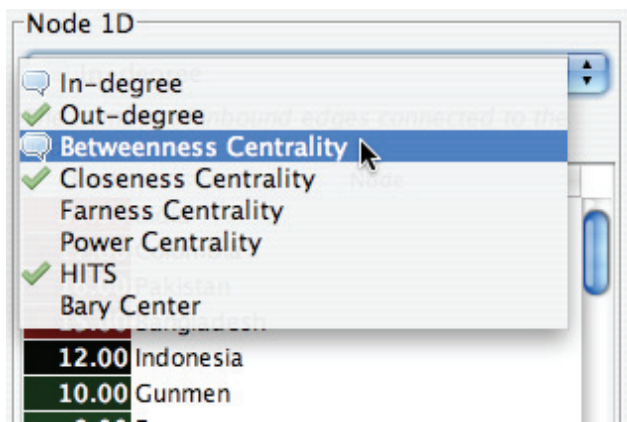 Node 1D
In-degree
Out-degree
Betweenness Centrality
Closeness Centrality
Farness Centrality
Power Centrality
HITS
Bary Center
Bangladesh
12.00 Indonesia
10.00 Gunmen